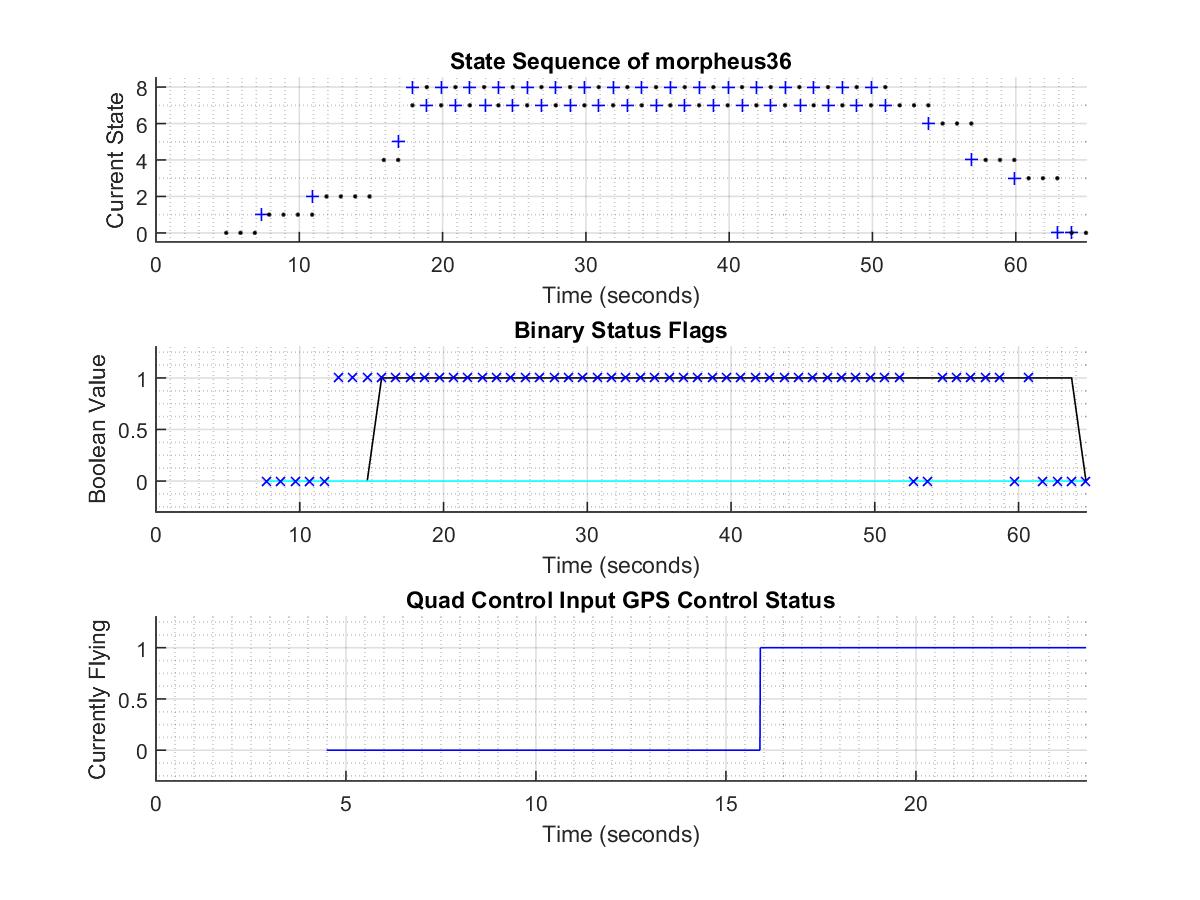 State Sequence of morpheus36
Current State
8
6
4
2
0
0 10 20 30 40 50 60
Time (seconds)
Binary Status Flags
Boolean Value
1
0.5
0
0 10 20 30 40 50 60
Time (seconds)
Quad Control Input GPS Control Status
Currently Flying
1
0.5
0
0 5 10 15 20
Time (seconds)